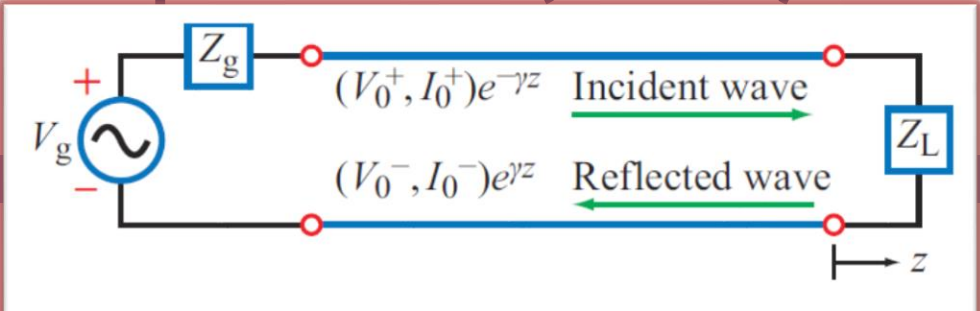 Z_g
+
(V_0^+, I_0^+)e^{-γz} Incident wave
V_g
Z_L
(V_0^-, I_0^-)e^{γz} Reflected wave
−
z